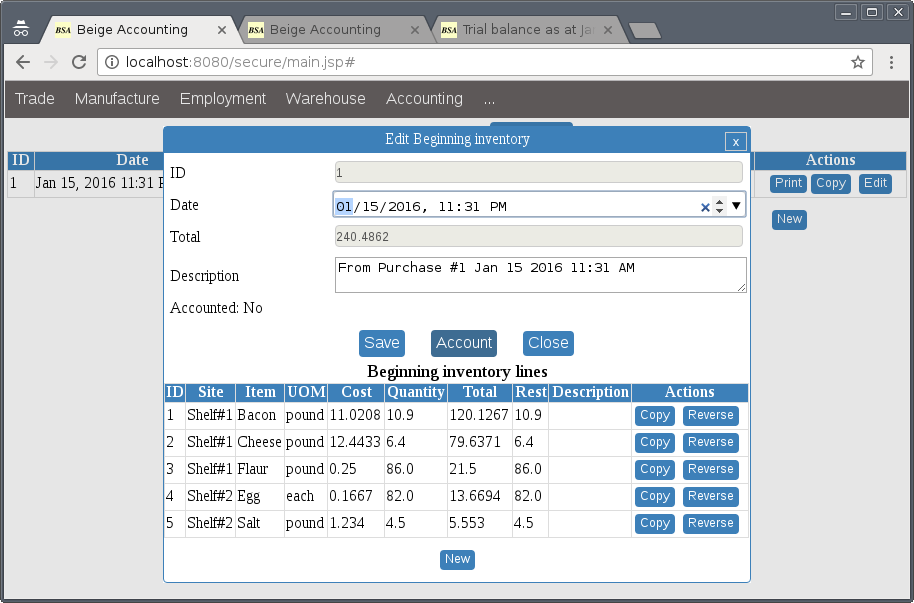 BSA Beige Accounting
BSA Beige Accounting
BSA Trial balance as at Ja
localhost:8080/secure/main.jsp#
Trade Manufacture Employment Warehouse Accounting ...
Edit Beginning inventory x
ID Date Actions
1 Jan 15, 2016 11:31 P Print Copy Edit
New
ID 1
Date 01/15/2016, 11:31 PM
Total 240.4862
Description From Purchase #1 Jan 15 2016 11:31 AM
Accounted: No
Save Account Close
Beginning inventory lines
ID Site Item UOM Cost Quantity Total Rest Description Actions
1 Shelf#1 Bacon pound 11.0208 10.9 120.1267 10.9 Copy Reverse
2 Shelf#1 Cheese pound 12.4433 6.4 79.6371 6.4 Copy Reverse
3 Shelf#1 Flaur pound 0.25 86.0 21.5 86.0 Copy Reverse
4 Shelf#2 Egg each 0.1667 82.0 13.6694 82.0 Copy Reverse
5 Shelf#2 Salt pound 1.234 4.5 5.553 4.5 Copy Reverse
New